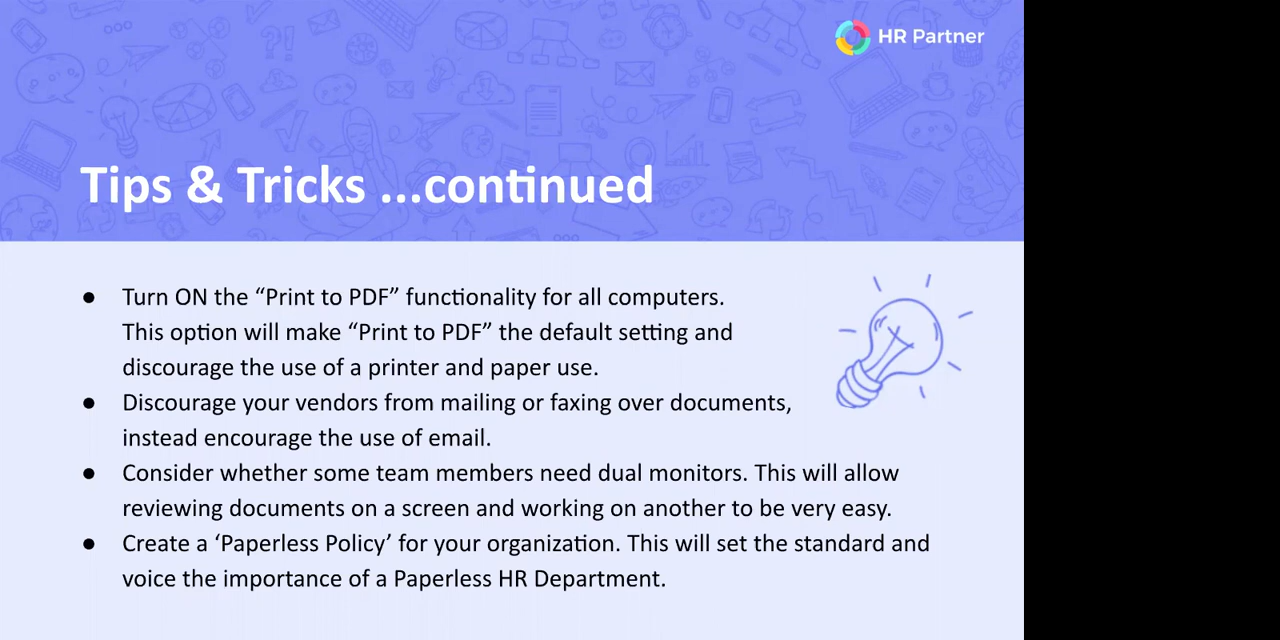 HR Partner
Tips & Tricks ...continued
● Turn ON the “Print to PDF” functionality for all computers.
This option will make “Print to PDF” the default setting and
discourage the use of a printer and paper use.
● Discourage your vendors from mailing or faxing over documents,
instead encourage the use of email.
● Consider whether some team members need dual monitors. This will allow
reviewing documents on a screen and working on another to be very easy.
● Create a ‘Paperless Policy’ for your organization. This will set the standard and
voice the importance of a Paperless HR Department.